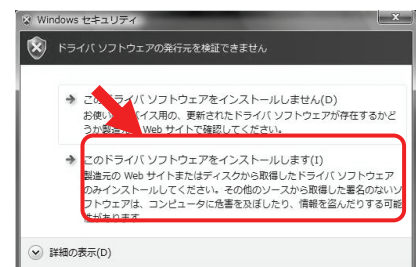 Windows セキュリティ
ドライバ ソフトウェアの発行元を検証できません
このドライバ ソフトウェアをインストールしません(D)
お使いのデバイス用の、更新されたドライバ ソフトウェアが存在するかど
うか製造元の Web サイトで確認してください。
このドライバ ソフトウェアをインストールします(I)
製造元の Web サイトまたはディスクから取得したドライバ ソフトウェア
のみインストールしてください。その他のソースから取得した署名のないソ
フトウェアは、コンピュータに危害を及ぼしたり、情報を盗んだりする可能
性があります。
詳細の表示(D)